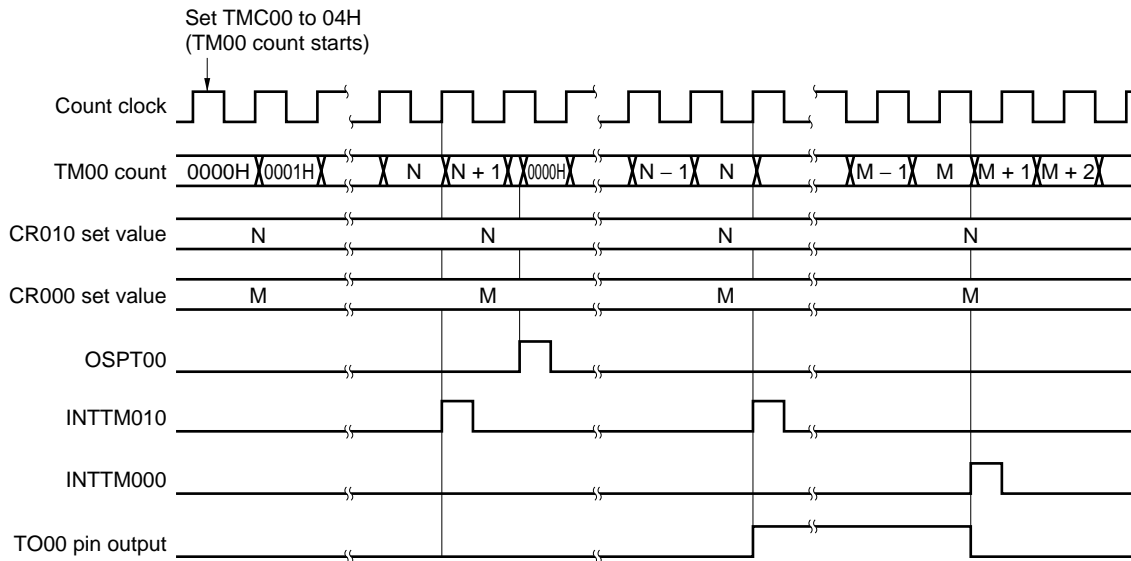 Set TMC00 to 04H
(TM00 count starts)
Count clock
TM00 count 0000H 0001H N N + 1 0000H N − 1 N M − 1 M M + 1 M + 2
CR010 set value N N N N
CR000 set value M M M M
OSPT00
INTTM010
INTTM000
TO00 pin output